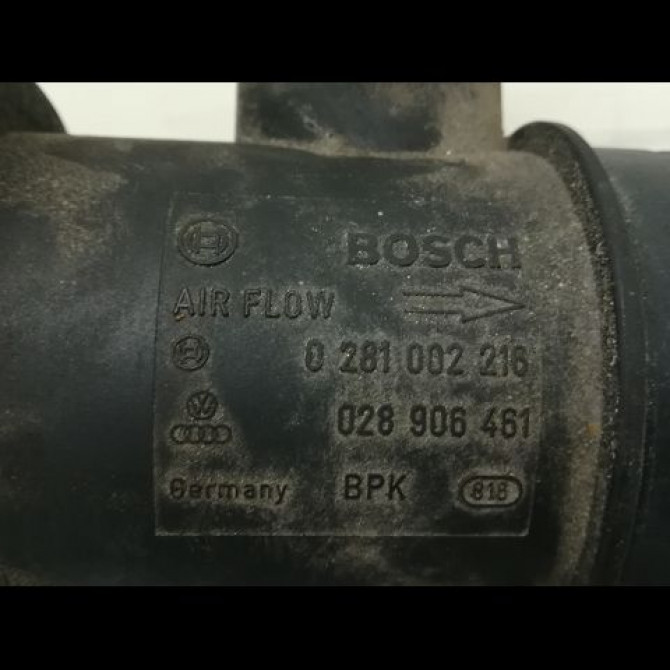 BOSCH
AIR FLOW
0 281 002 216
028 906 461
Germany BPK 818